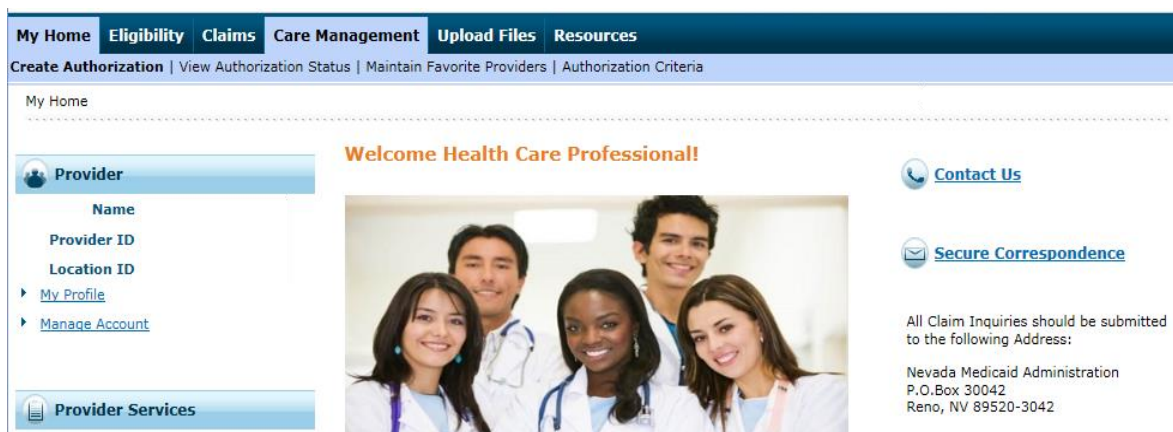 My Home Eligibility Claims Care Management Upload Files Resources
Create Authorization | View Authorization Status | Maintain Favorite Providers | Authorization Criteria
My Home
Provider
Name
Provider ID
Location ID
My Profile
Manage Account
Provider Services
Welcome Health Care Professional!
Contact Us
Secure Correspondence
All Claim Inquiries should be submitted
to the following Address:
Nevada Medicaid Administration
P.O.Box 30042
Reno, NV 89520-3042